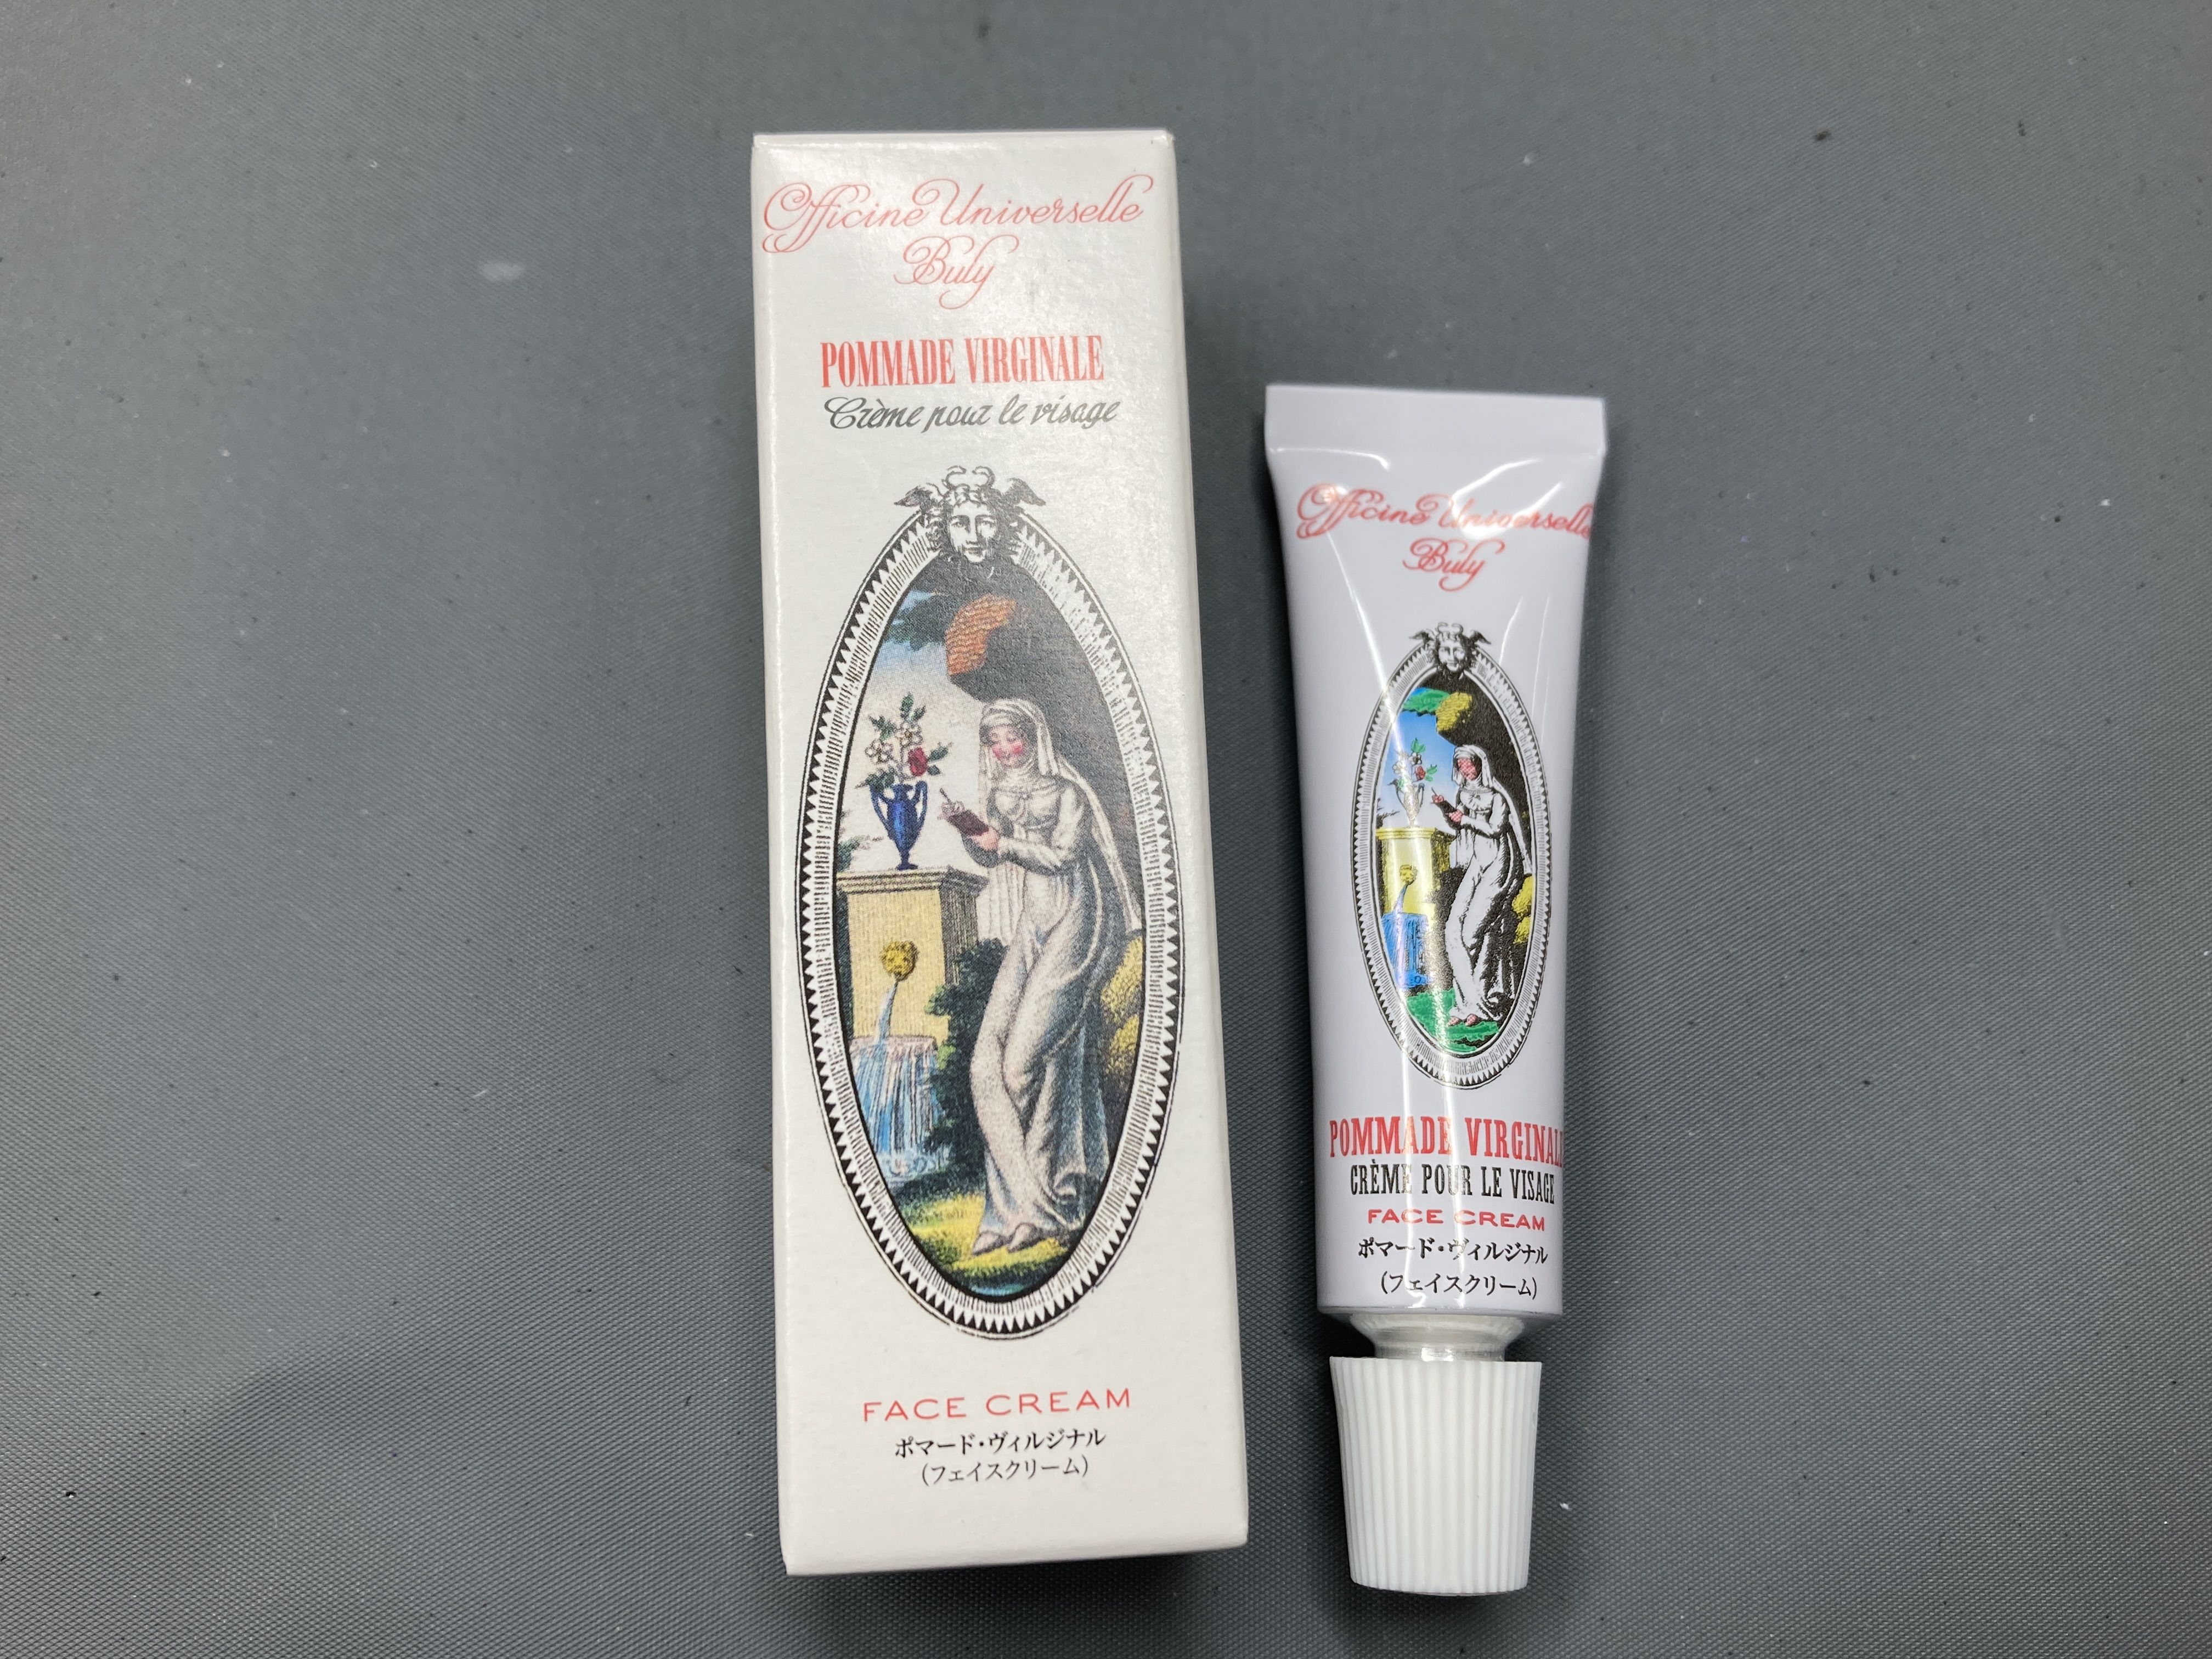 Officine Universelle
Buly
POMMADE VIRGINALE
Crème pour le visage
FACE CREAM
ポマード・ヴィルジナル
(フェイスクリーム)
Officine Universelle
Buly
POMMADE VIRGINALE
CRÈME POUR LE VISAGE
FACE CREAM
ポマード・ヴィルジナル
(フェイスクリーム)